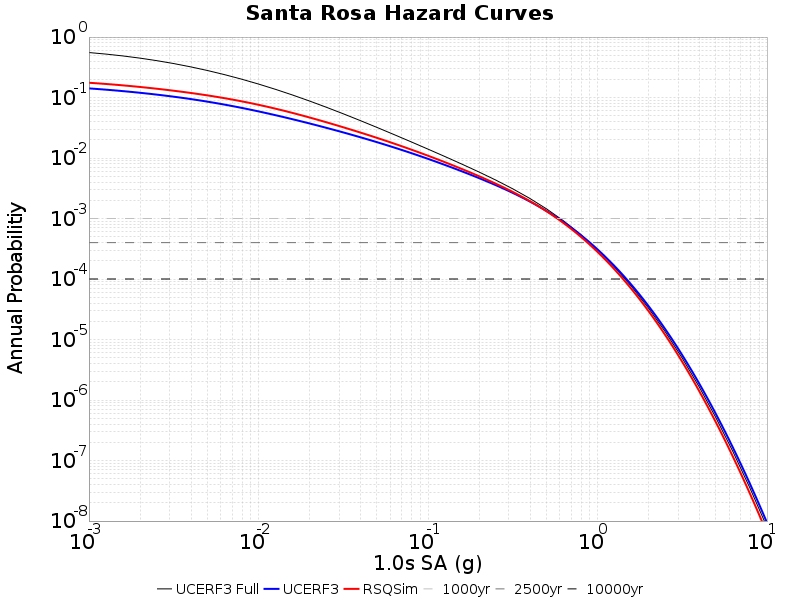 Santa Rosa Hazard Curves
10^0
10^-1
10^-2
10^-3
10^-4
10^-5
10^-6
10^-7
10^-8
Annual Probabilitiy
10^-3 10^-2 10^-1 10^0 10^1
1.0s SA (g)
UCERF3 Full UCERF3 RSQSim 1000yr 2500yr 10000yr